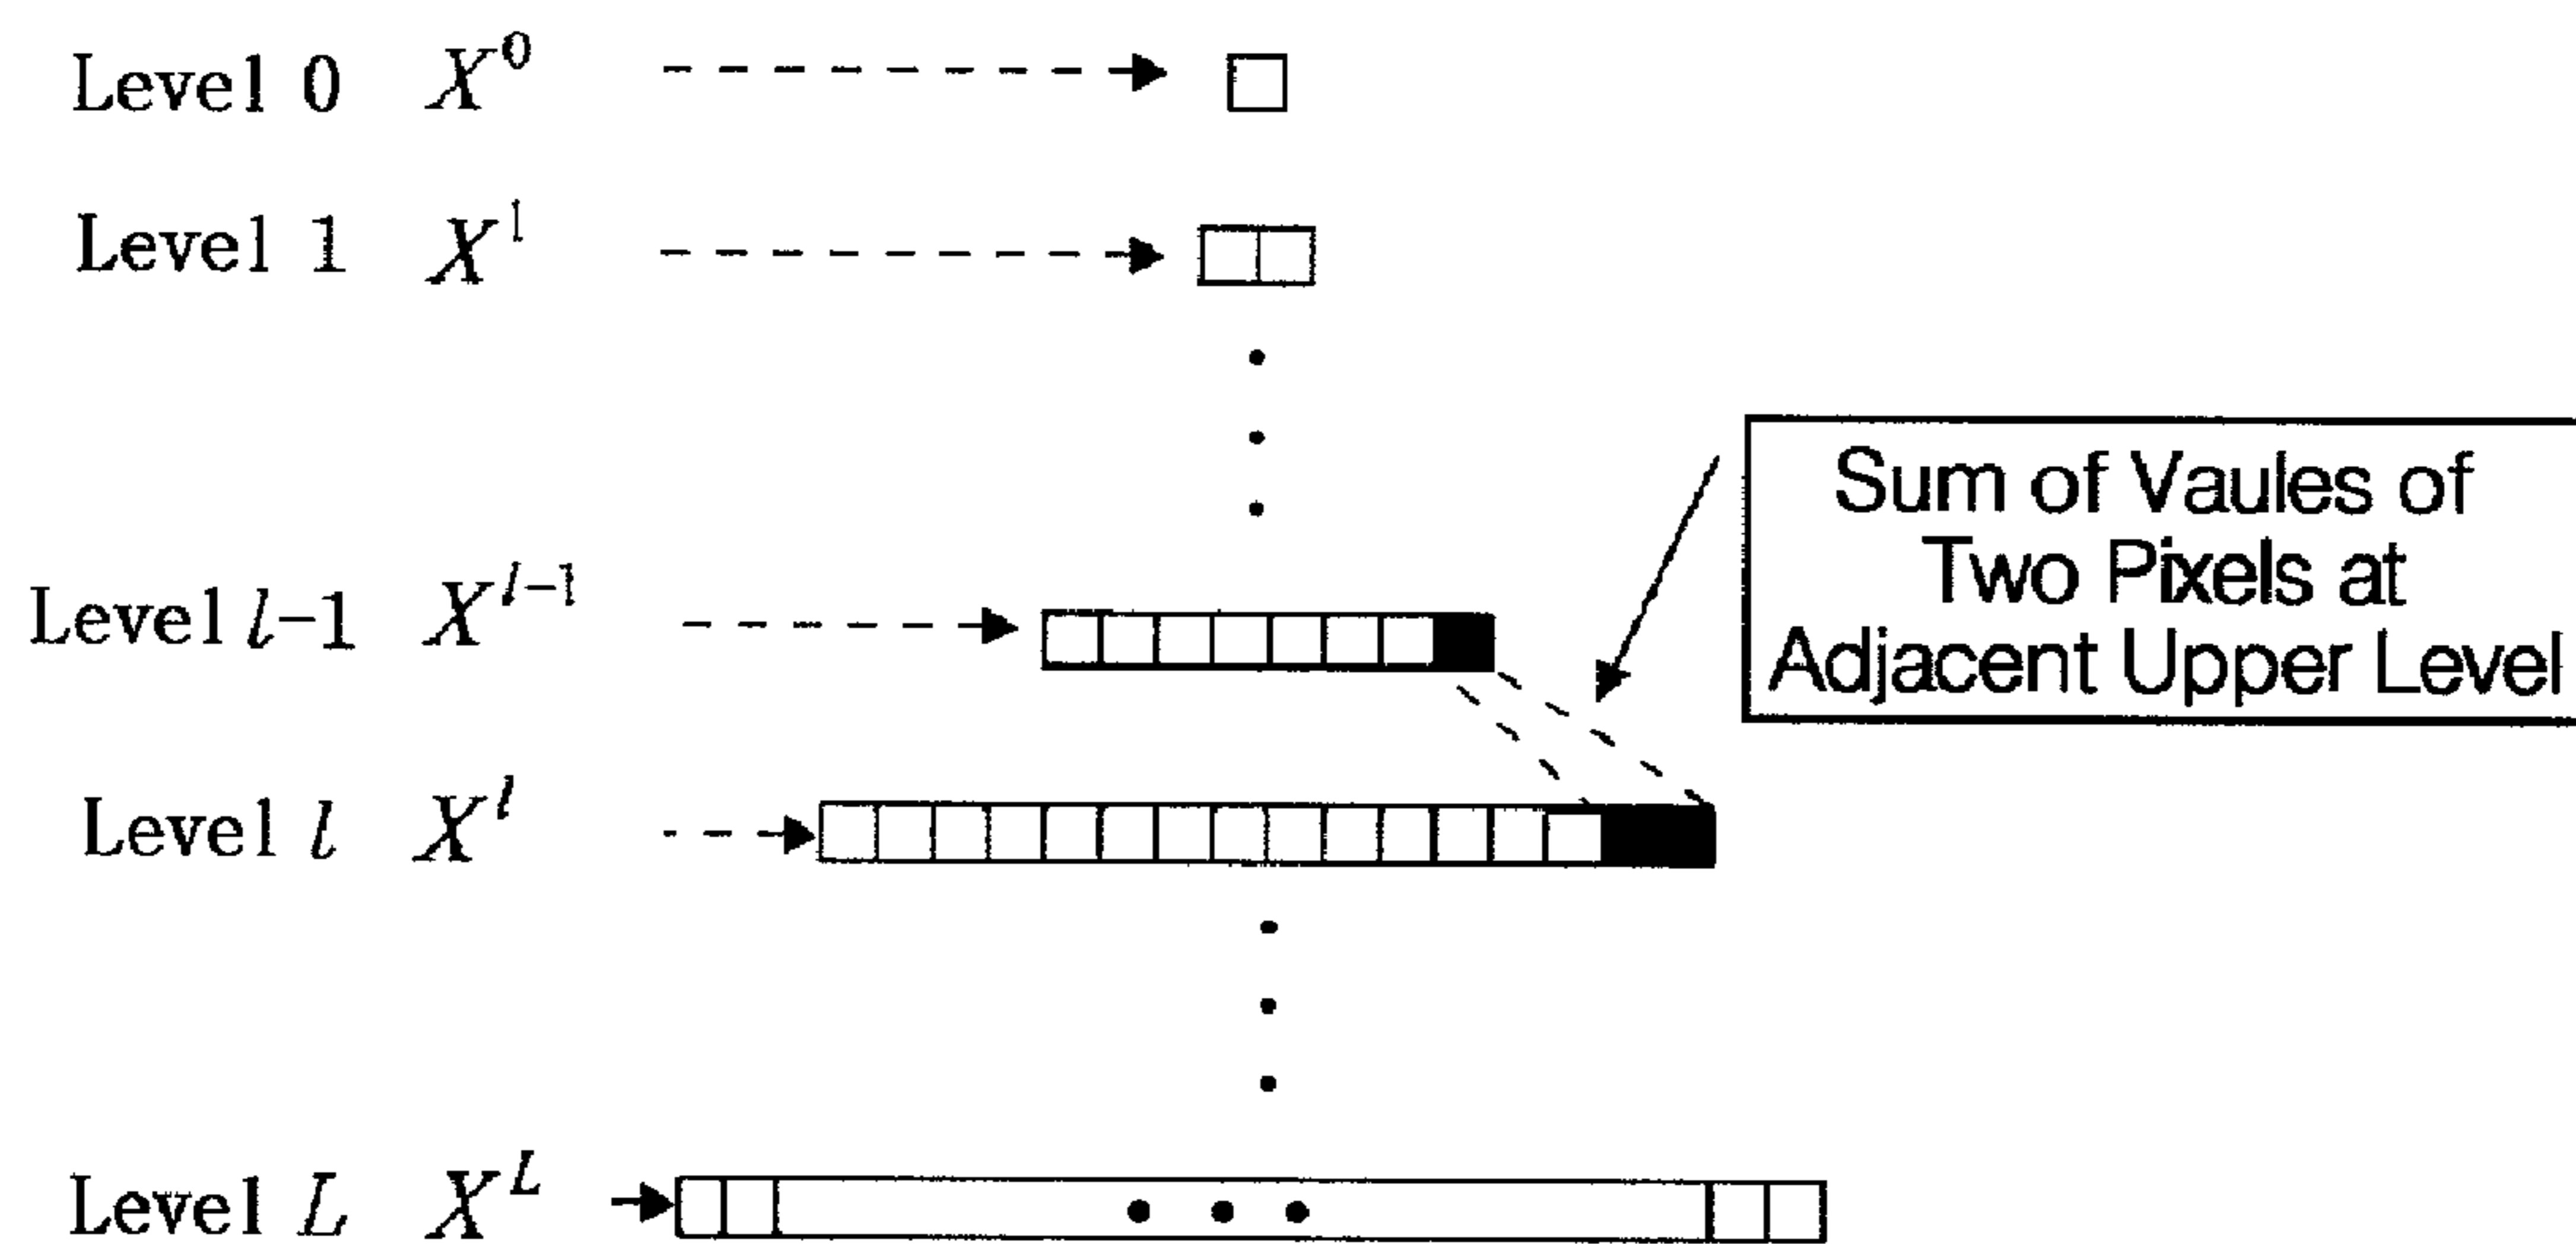 Level 0 X^0
Level 1 X^1
Sum of Vaules of
Two Pixels at
Adjacent Upper Level
Level l-1 X^{l-1}
Level l X^l
Level L X^L